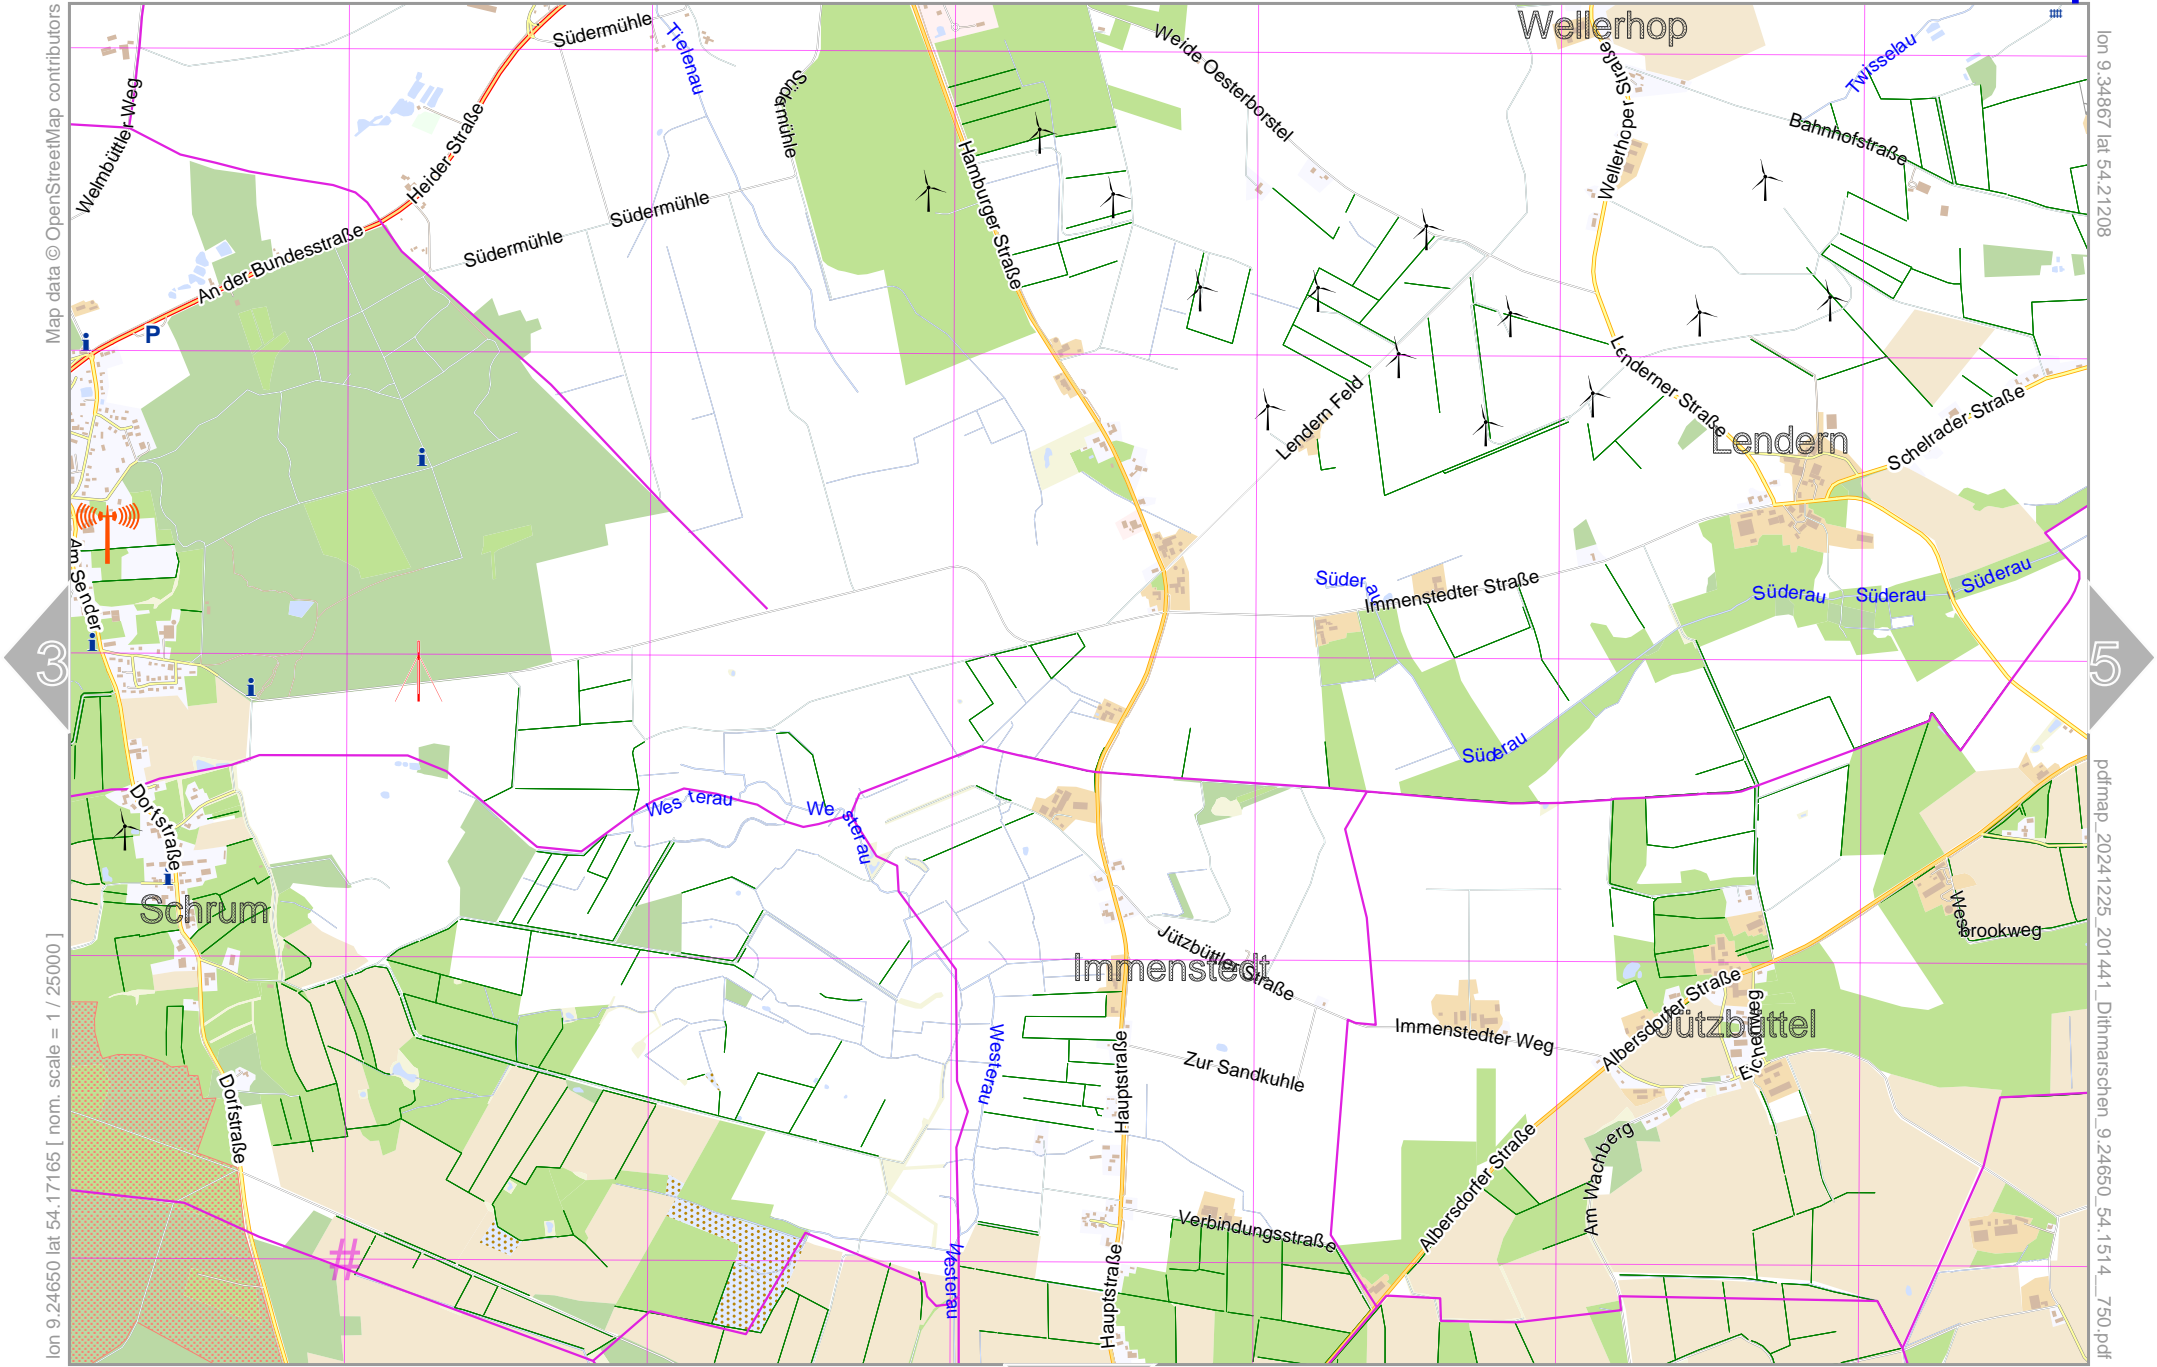 Map data © OpenStreetMap contributors
lon 9.24650 lat 54.17165 [ nom. scale = 1 / 25000 ]
lon 9.34867 lat 54.21208
pdfmap_20241225_201441_Dithmarschen_9.24650_54.1514__750.pdf
3
5
Südermühle
Tielenau
Weide Oesterborstel
Wellerhop
Wellerhoper Straße
Twisselau
Bahnhofstraße
Welmbüttler Weg
Heider-Straße
Südermühle
Südermühle
Südermühle
Hamburger Straße
An der Bundesstraße
P
i
i
i
i
i
Lenderner Straße
Lendern Feld
Lendern
Schelrader Straße
Am Sender
Süderau
Immenstedter Straße
Süderau
Süderau
Süderau
Süderau
Westerau
Westerau
Dorfstraße
Schrum
Jützbüttler Straße
Immenstedt
Westerau
Hauptstraße
Zur Sandkuhle
Immenstedter Weg
Albersdorfer Straße
Jützbüttel
Eichenweg
brookweg
Dorfstraße
Am Wachberg
Albersdorfer Straße
Verbindungsstraße
Westerau
Hauptstraße
#